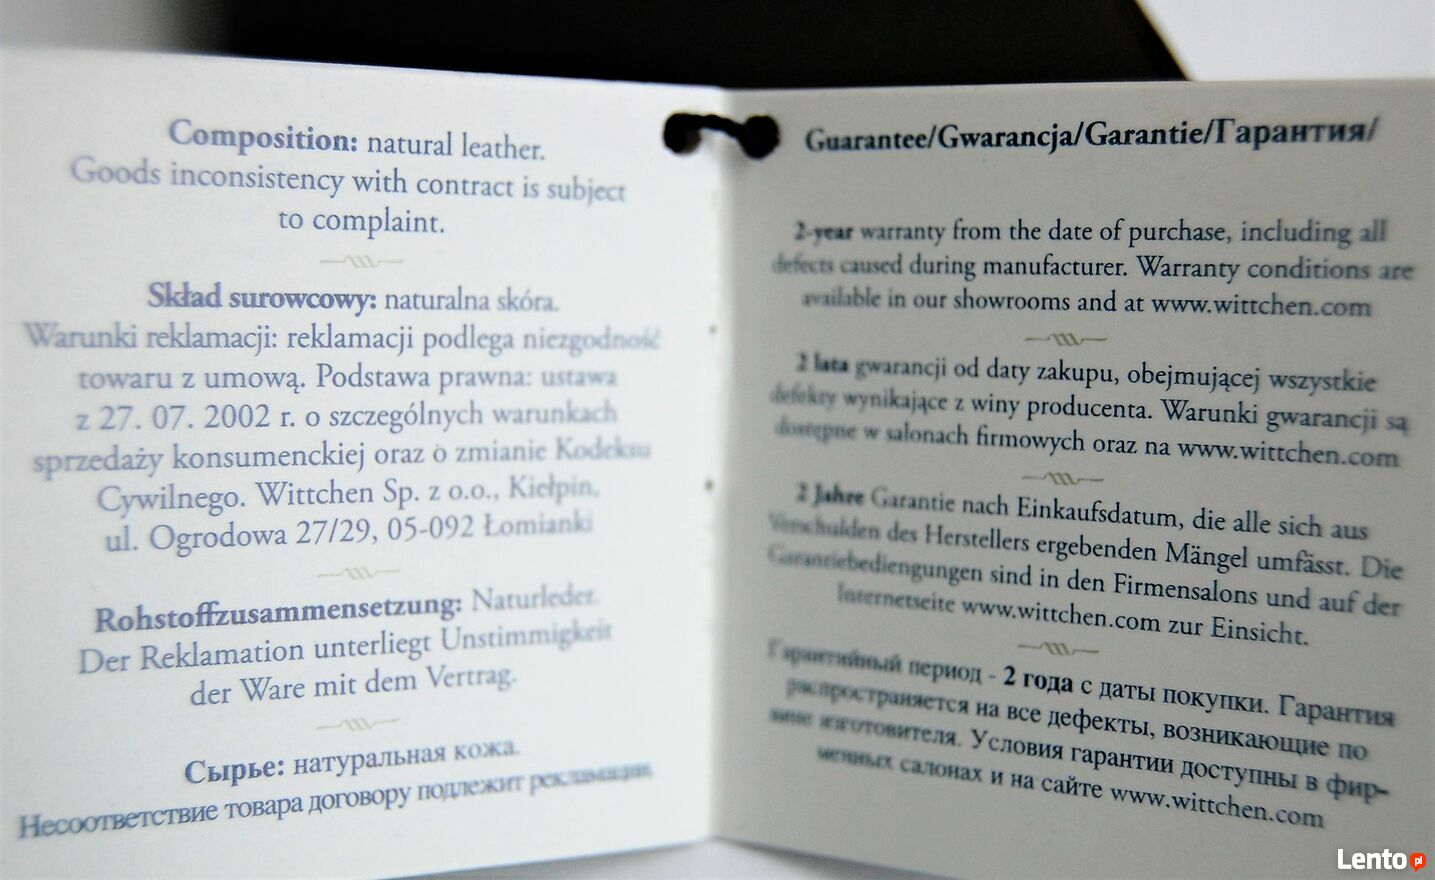 Composition: natural leather.
Goods inconsistency with contract is subject
to complaint.
Skład surowcowy: naturalna skóra.
Warunki reklamacji: reklamacji podlega niezgodność
towaru z umową. Podstawa prawna: ustawa
z 27. 07. 2002 r. o szczególnych warunkach
sprzedaży konsumenckiej oraz o zmianie Kodeksu
Cywilnego. Wittchen Sp. z o.o., Kiełpin,
ul. Ogrodowa 27/29, 05-092 Łomianki
Rohstoffzusammensetzung: Naturleder.
Der Reklamation unterliegt Unstimmigkeit
der Ware mit dem Vertrag.
Сырье: натуральная кожа.
Несоответствие товара договору подлежит рекламации.
Guarantee/Gwarancja/Garantie/Гарантия/
2-year warranty from the date of purchase, including all
defects caused during manufacturer. Warranty conditions are
available in our showrooms and at www.wittchen.com
2 lata gwarancji od daty zakupu, obejmującej wszystkie
defekty wynikające z winy producenta. Warunki gwarancji są
dostępne w salonach firmowych oraz na www.wittchen.com
2 Jahre Garantie nach Einkaufsdatum, die alle sich aus
Verschulden des Herstellers ergebenden Mängel umfässt. Die
Garantiebediengungen sind in den Firmensalons und auf der
Internetseite www.wittchen.com zur Einsicht.
Гарантийный период - 2 года с даты покупки. Гарантия
распространяется на все дефекты, возникающие по
вине изготовителя. Условия гарантии доступны в фир-
менных салонах и на сайте www.wittchen.com
Lento pl